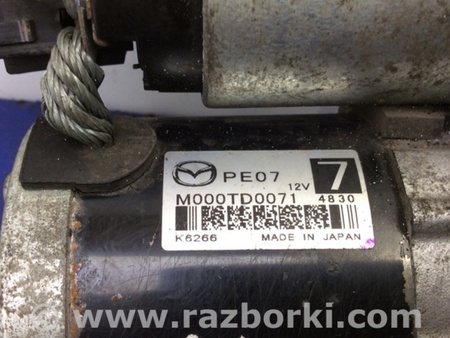 PE07 12V 7
M000TD0071 4830
K6266 MADE IN JAPAN
www.razborki.com